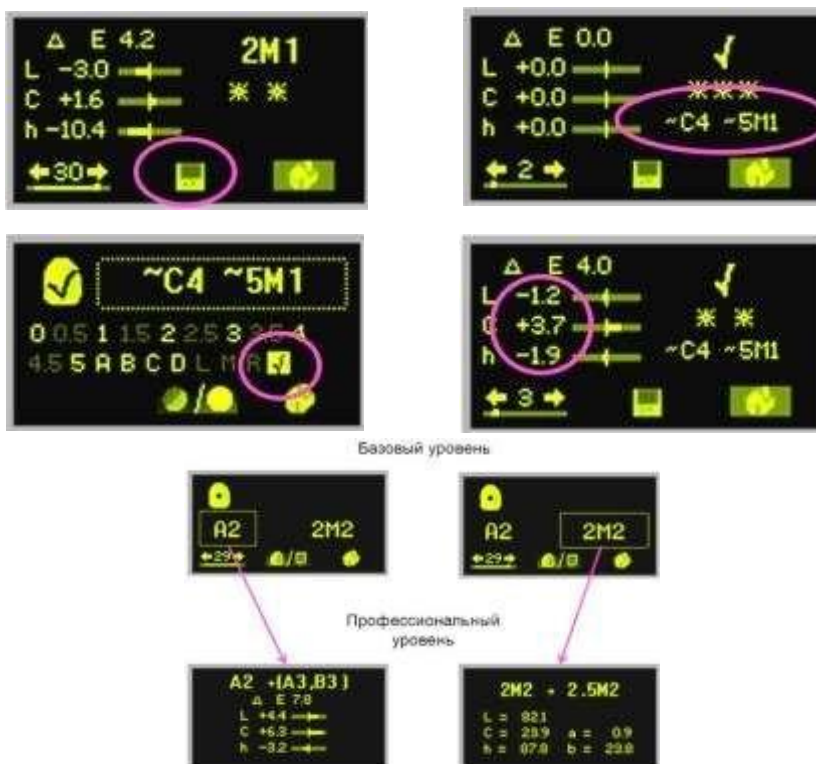 △ E 4.2
L -3.0
C +1.6
h -10.4
2M1
30
△ E 0.0
L +0.0
C +0.0
h +0.0
~C4 ~5M1
2
~C4 ~5M1
0 0.5 1 1.5 2 2.5 3 3.5 4
4.5 5 A B C D L M R
△ E 4.0
L -1.2
C +3.7
h -1.9
~C4 ~5M1
3
Базовый уровень
A2 2M2
29
A2 2M2
29
Профессиональный
уровень
A2 +(A3,B3)
△ E 7.8
L +4.4
C +6.3
h -3.2
2M2 + 2.5M2
L = 82.1
C = 23.9 a = 0.9
h = 87.8 b = 23.8